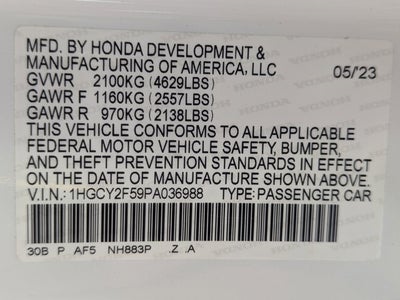 MFD. BY HONDA DEVELOPMENT &
MANUFACTURING OF AMERICA, LLC 05/23
GVWR 2100KG (4629LBS)
GAWR F 1160KG (2557LBS)
GAWR R 970KG (2138LBS)
THIS VEHICLE CONFORMS TO ALL APPLICABLE
FEDERAL MOTOR VEHICLE SAFETY, BUMPER,
AND THEFT PREVENTION STANDARDS IN EFFECT
ON THE DATE OF MANUFACTURE SHOWN ABOVE.
V.I.N.: 1HGCY2F59PA036988 TYPE: PASSENGER CAR
30B P AF5 NH883P .Z .A